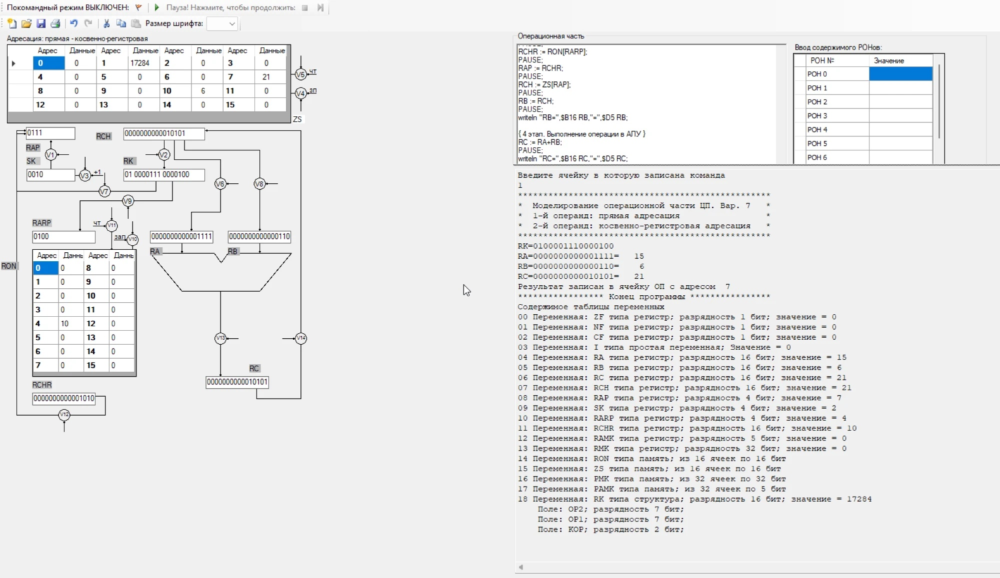 Покомандный режим ВЫКЛЮЧЕН: Пауза! Нажмите, чтобы продолжить:
Размер шрифта:
Адресация: прямая - косвенно-регистровая
Адрес Данные Адрес Данные Адрес Данные Адрес Данные
0 0 1 17284 2 0 3 0
4 0 5 0 6 0 7 21
8 0 9 0 10 6 11 0
12 0 13 0 14 0 15 0
V5 чт
V4 зп
ZS
0111
RCH
0000000000010101
RAP
V1
V2
SK
RK
0010
V3
+1
01 0000111 0000100
V6
V8
V7
V9
RARP
чт
V11
0100
зап
V10
0000000000001111
0000000000000110
RA
RB
RON
Адрес Данны Адрес Данны
0 0 8 0
1 0 9 0
2 0 10 0
3 0 11 0
4 10 12 0
5 0 13 0
6 0 14 0
7 0 15 0
V13
V14
RC
0000000000010101
RCHR
0000000000001010
V12
Операционная часть
RCHR := RON[RARP];
PAUSE;
RAP := RCHR;
PAUSE;
RCH := ZS[RAP];
PAUSE;
RB := RCH;
PAUSE;
writeln "RB=",$B16 RB,"=",$D5 RB;
{ 4 этап. Выполнение операции в АЛУ }
RC := RA+RB;
PAUSE;
writeln "RC=",$B16 RC,"=",$D5 RC;
Ввод содержимого РОНов:
РОН № Значение
РОН 0
РОН 1
РОН 2
РОН 3
РОН 4
РОН 5
РОН 6
Введите ячейку в которую записана команда
1
**************************************************
* Моделирование операционной части ЦП. Вар. 7 *
* 1-й операнд: прямая адресация *
* 2-й операнд: косвенно-регистровая адресация *
**************************************************
RK=0100001110000100
RA=0000000000001111= 15
RB=0000000000000110= 6
RC=0000000000010101= 21
Результат записан в ячейку ОП с адресом 7
***************** Конец программы ****************
Содержимое таблицы переменных
00 Переменная: ZF типа регистр; разрядность 1 бит; значение = 0
01 Переменная: NF типа регистр; разрядность 1 бит; значение = 0
02 Переменная: CF типа регистр; разрядность 1 бит; значение = 0
03 Переменная: I типа простая переменная; Значение = 0
04 Переменная: RA типа регистр; разрядность 16 бит; значение = 15
05 Переменная: RB типа регистр; разрядность 16 бит; значение = 6
06 Переменная: RC типа регистр; разрядность 16 бит; значение = 21
07 Переменная: RCH типа регистр; разрядность 16 бит; значение = 21
08 Переменная: RAP типа регистр; разрядность 4 бит; значение = 7
09 Переменная: SK типа регистр; разрядность 4 бит; значение = 2
10 Переменная: RARP типа регистр; разрядность 4 бит; значение = 4
11 Переменная: RCHR типа регистр; разрядность 16 бит; значение = 10
12 Переменная: RAMK типа регистр; разрядность 5 бит; значение = 0
13 Переменная: RMK типа регистр; разрядность 32 бит; значение = 0
14 Переменная: RON типа память; из 16 ячеек по 16 бит
15 Переменная: ZS типа память; из 16 ячеек по 16 бит
16 Переменная: PMK типа память; из 32 ячеек по 32 бит
17 Переменная: PAMK типа память; из 32 ячеек по 5 бит
18 Переменная: RK типа структура; разрядность 16 бит; значение = 17284
Поле: OP2; разрядность 7 бит;
Поле: OP1; разрядность 7 бит;
Поле: KOP; разрядность 2 бит;